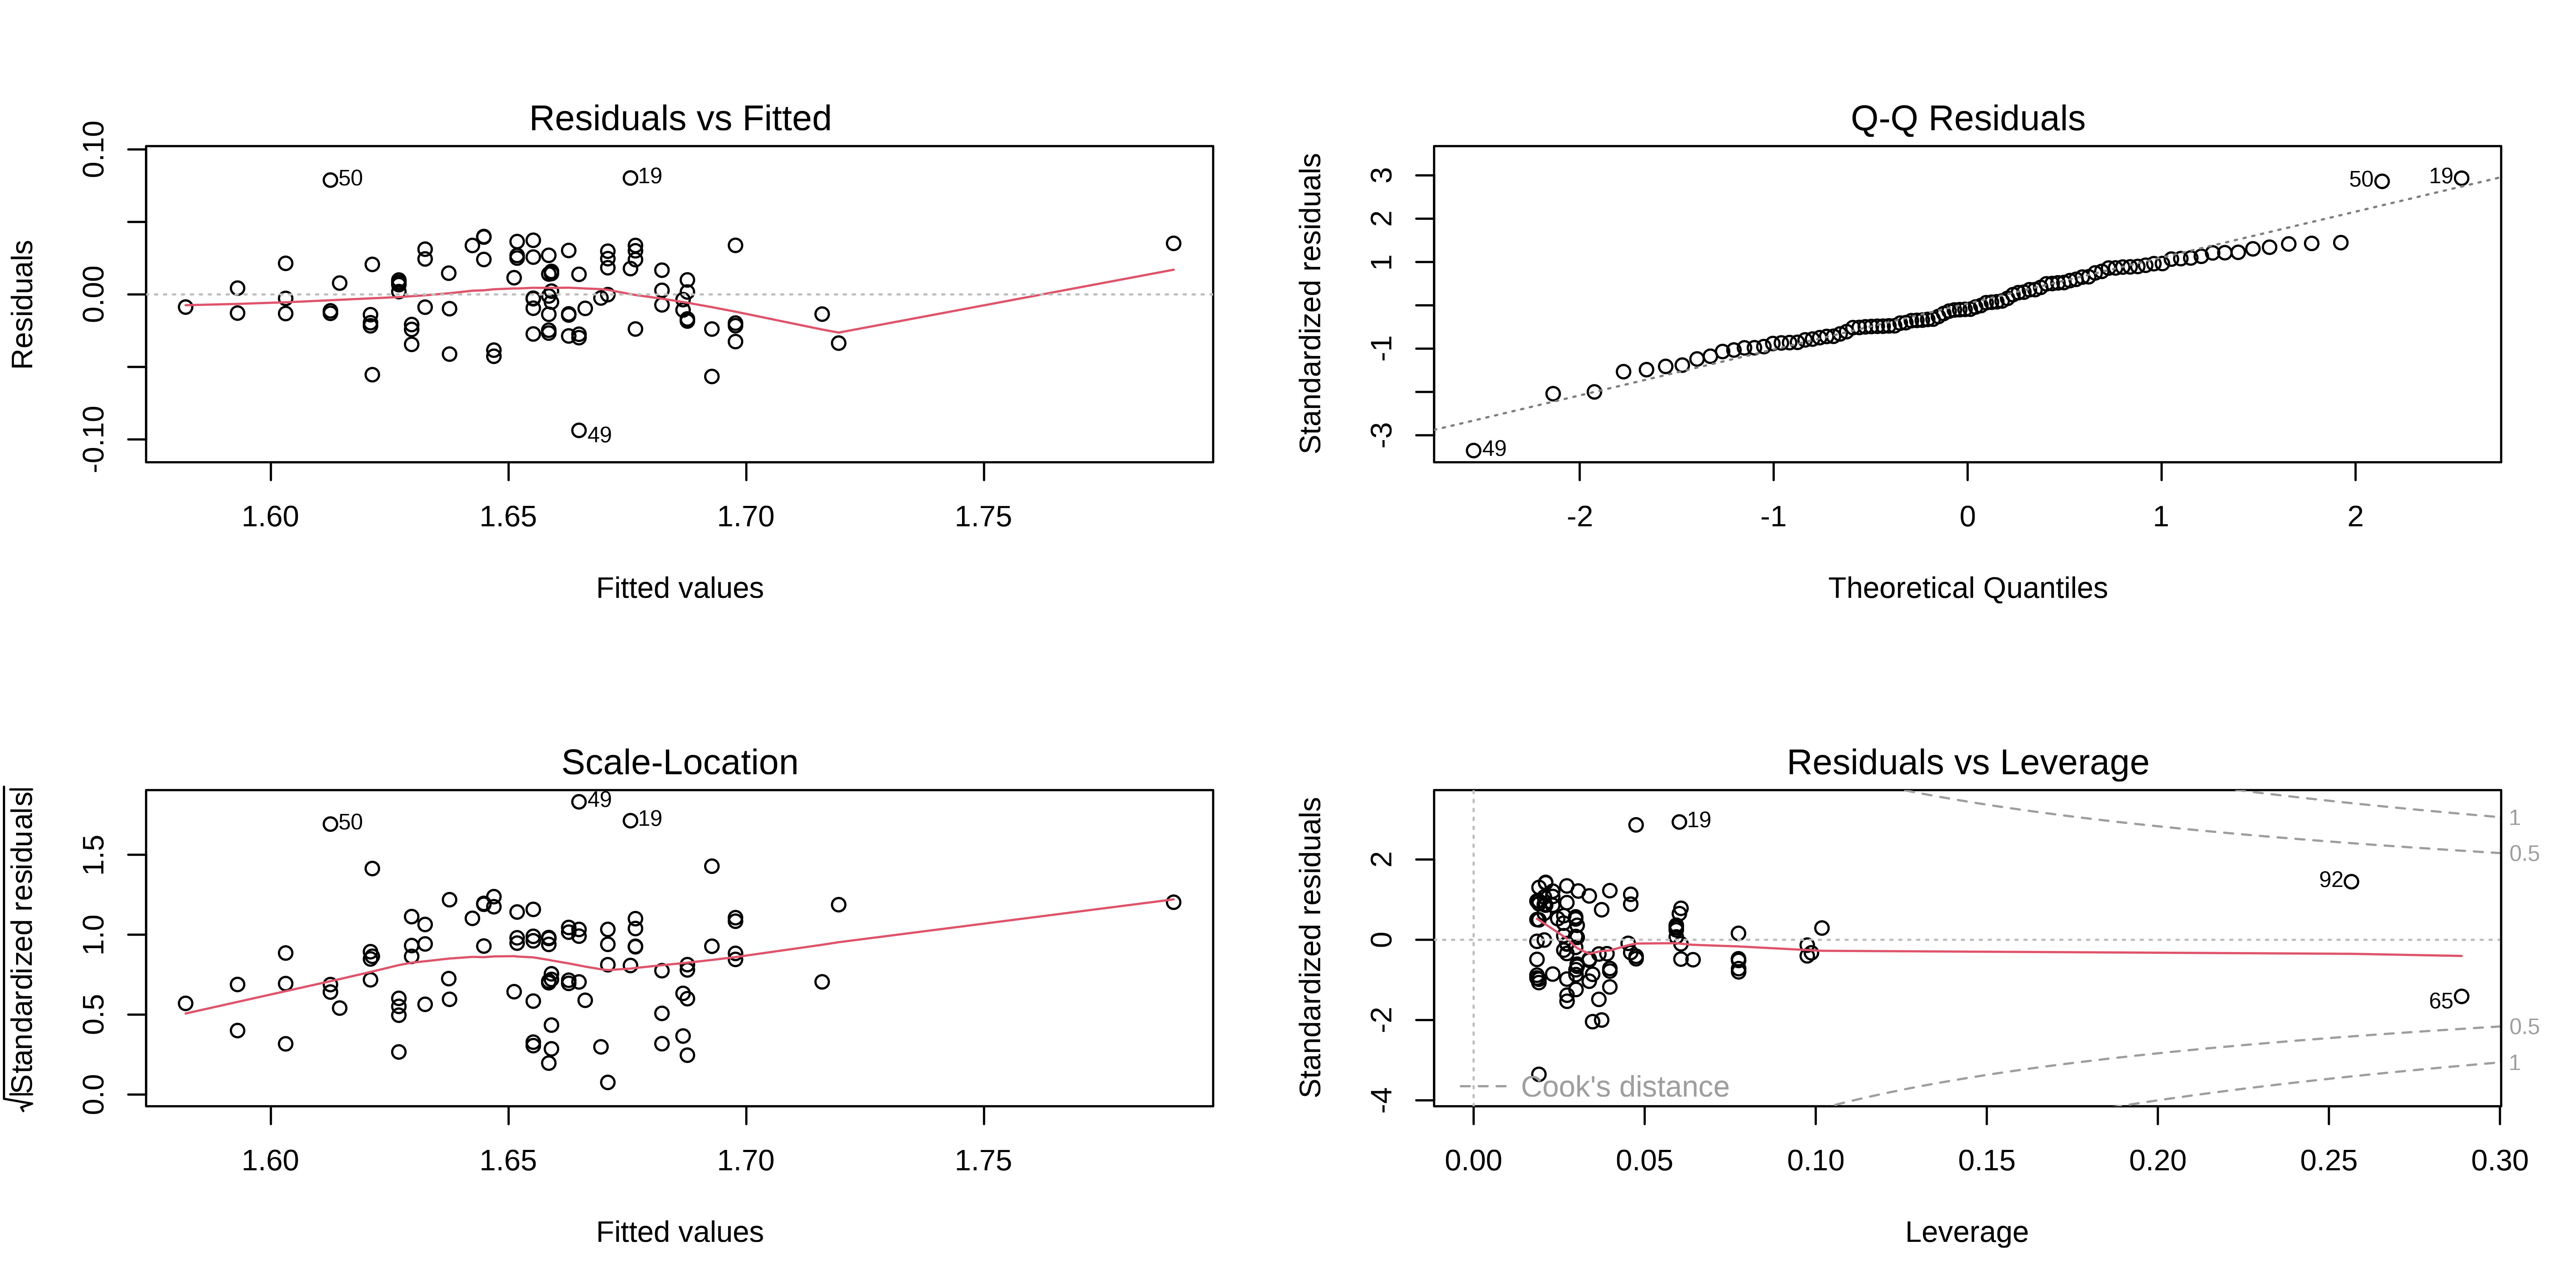 Residuals vs Fitted
Residuals
0.10
0.00
-0.10
50
19
49
1.60 1.65 1.70 1.75
Fitted values
Q-Q Residuals
Standardized residuals
3
2
1
-1
-3
50
19
49
-2 -1 0 1 2
Theoretical Quantiles
Scale-Location
√|Standardized residuals|
1.5
1.0
0.5
0.0
50
49
19
1.60 1.65 1.70 1.75
Fitted values
Residuals vs Leverage
Standardized residuals
2
0
-2
-4
19
92
65
1
0.5
0.5
1
Cook's distance
0.00 0.05 0.10 0.15 0.20 0.25 0.30
Leverage